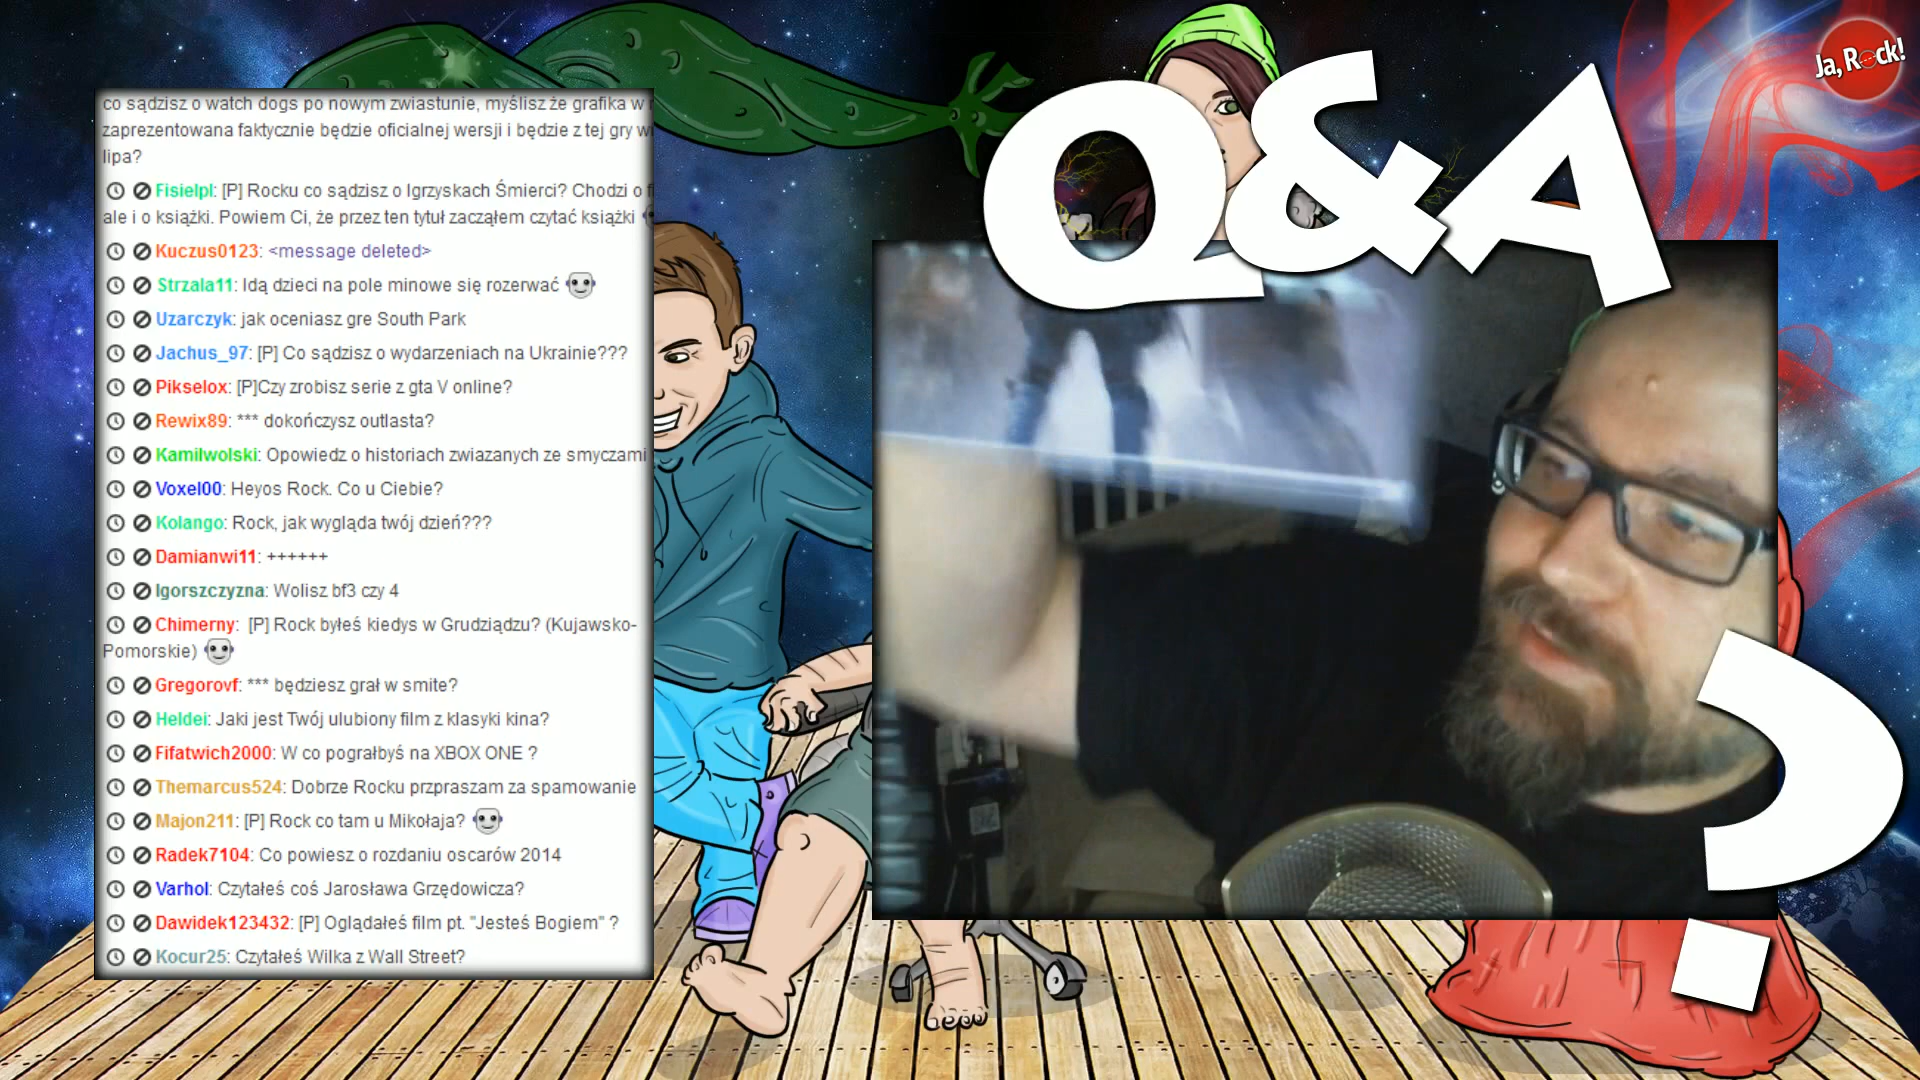 co sądzisz o watch dogs po nowym zwiastunie, myślisz że grafika w
zaprezentowana faktycznie będzie oficialnej wersji i będzie z tej gry
lipa?
Fisielpl: [P] Rocku co sądzisz o Igrzyskach Śmierci? Chodzi o
ale i o książki. Powiem Ci, że przez ten tytuł zacząłem czytać książki
Kuczus0123: <message deleted>
Strzala11: Idą dzieci na pole minowe się rozerwać
Uzarczyk: jak oceniasz gre South Park
Jachus_97: [P] Co sądzisz o wydarzeniach na Ukrainie???
Pikselox: [P]Czy zrobisz serie z gta V online?
Rewix89: *** dokończysz outlasta?
Kamilwolski: Opowiedz o historiach zwiazanych ze smyczami
Voxel00: Heyos Rock. Co u Ciebie?
Kolango: Rock, jak wygląda twój dzień???
Damianwi11: ++++++
Igorszczyzna: Wolisz bf3 czy 4
Chimerny: [P] Rock byłeś kiedys w Grudziądzu? (Kujawsko-
Pomorskie)
Gregorovf: *** będziesz grał w smite?
Heldei: Jaki jest Twój ulubiony film z klasyki kina?
Fifatwich2000: W co pograłbyś na XBOX ONE ?
Themarcus524: Dobrze Rocku przpraszam za spamowanie
Majon211: [P] Rock co tam u Mikołaja?
Radek7104: Co powiesz o rozdaniu oscarów 2014
Varhol: Czytałeś coś Jarosława Grzędowicza?
Dawidek123432: [P] Oglądałeś film pt. "Jesteś Bogiem" ?
Kocur25: Czytałeś Wilka z Wall Street?
Q&A
?
Ja, Rock!